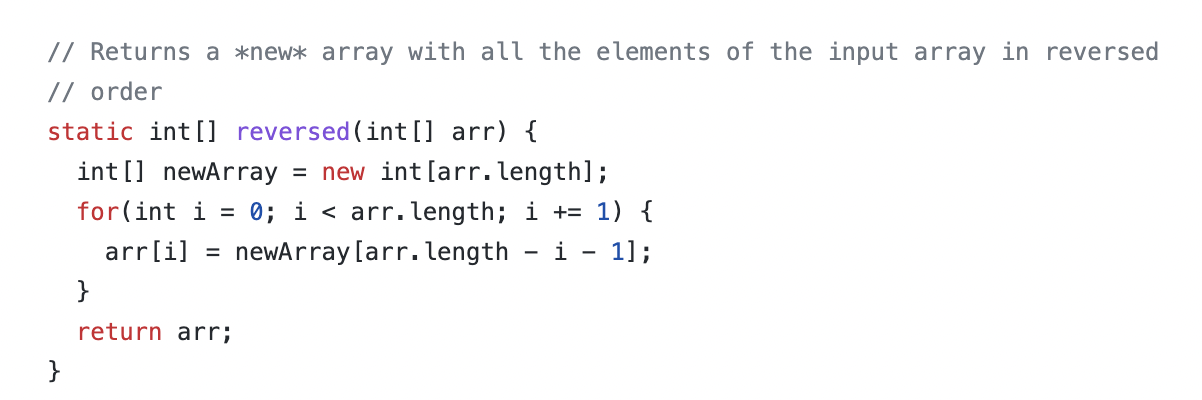 // Returns a *new* array with all the elements of the input array in reversed
// order
static int[] reversed(int[] arr) {
  int[] newArray = new int[arr.length];
  for(int i = 0; i < arr.length; i += 1) {
    arr[i] = newArray[arr.length - i - 1];
  }
  return arr;
}